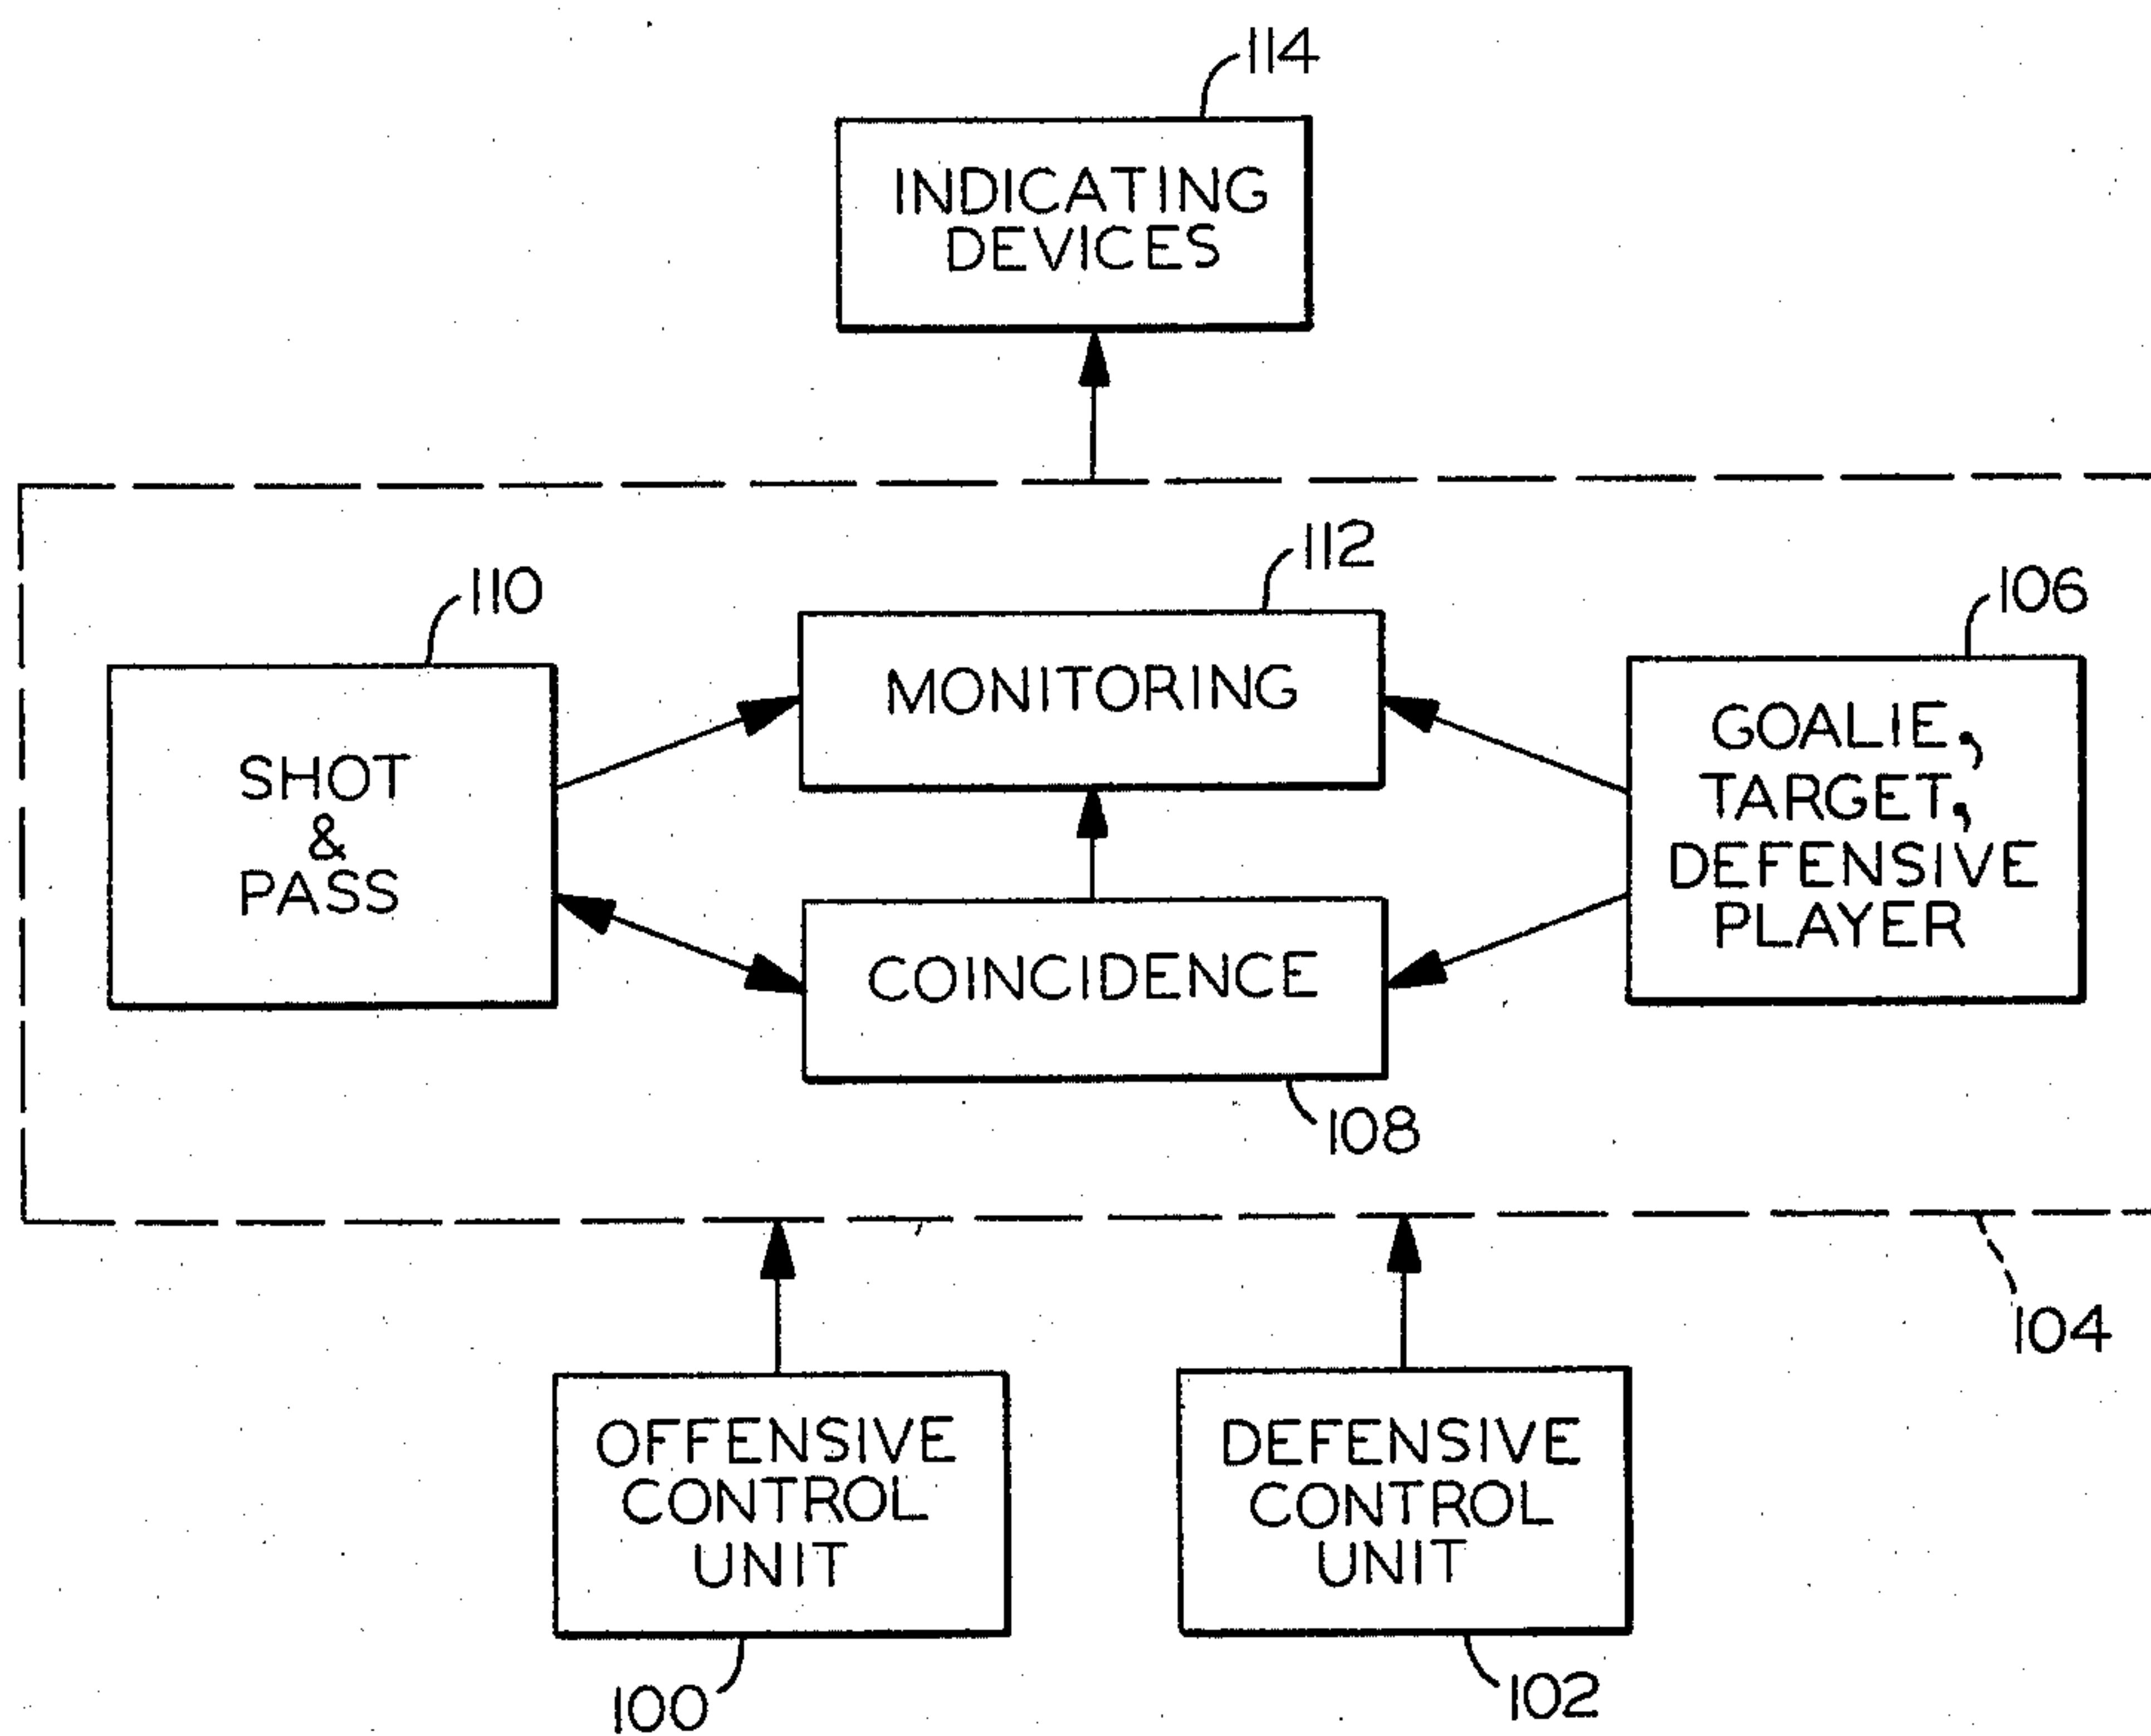 114
INDICATING
DEVICES
112
110
106
MONITORING
SHOT
&
PASS
GOALIE,
TARGET,
DEFENSIVE
PLAYER
COINCIDENCE
108
104
OFFENSIVE
CONTROL
UNIT
DEFENSIVE
CONTROL
UNIT
100
102